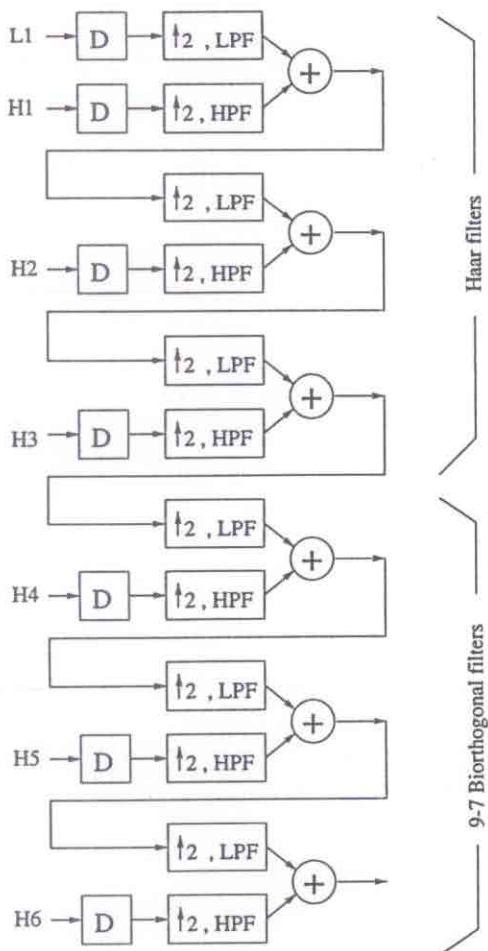 L1 D ↑2, LPF
+
H1 D ↑2, HPF
↑2, LPF
+
H2 D ↑2, HPF
↑2, LPF
+
H3 D ↑2, HPF
Haar filters
↑2, LPF
+
H4 D ↑2, HPF
↑2, LPF
+
H5 D ↑2, HPF
↑2, LPF
+
H6 D ↑2, HPF
9-7 Biorthogonal filters